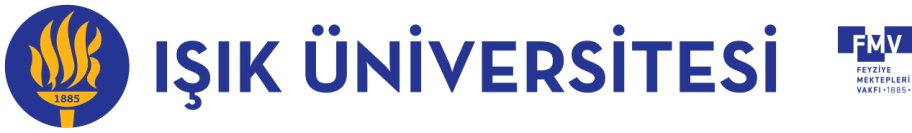 1885
IŞIK ÜNİVERSİTESİ
FMV
FEYZİYE
MEKTEPLERİ
VAKFI •1885•